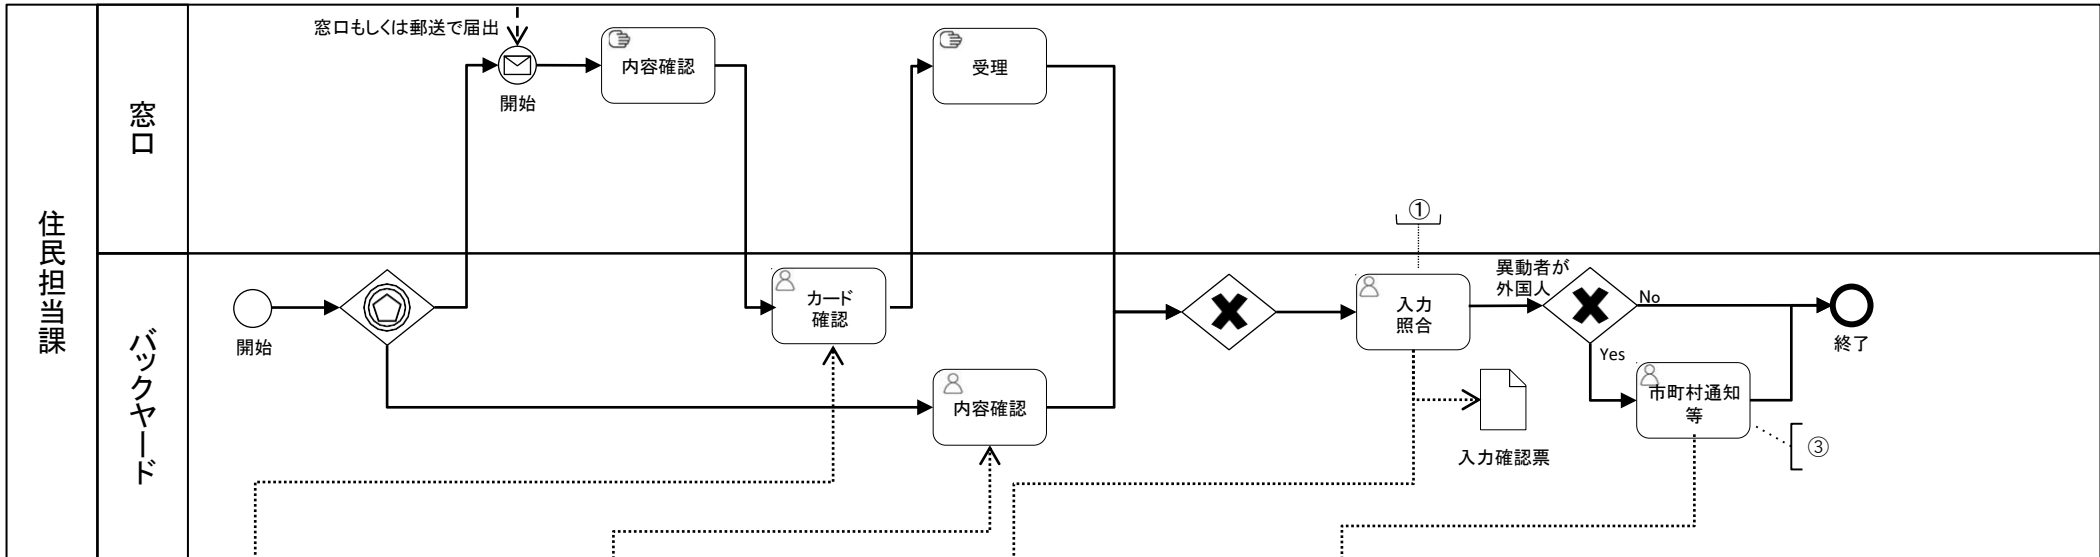 住民担当課
窓口
バックヤード
窓口もしくは郵送で届出
開始
内容確認
受理
①
開始
カード
確認
内容確認
入力
照合
入力確認票
異動者が
外国人
No
Yes
市町村通知
等
③
終了